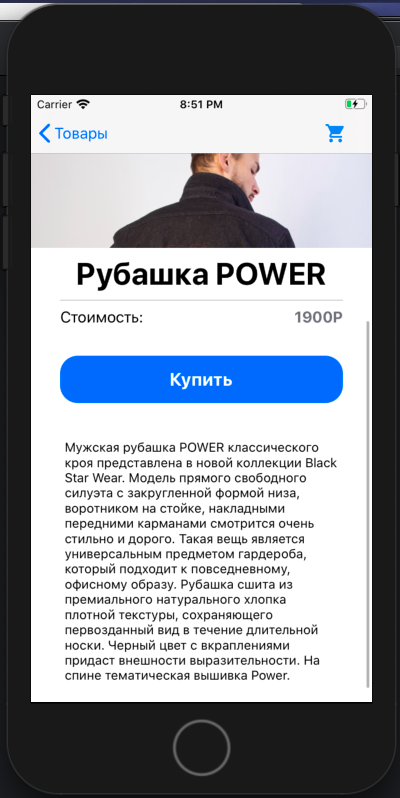 Carrier 8:51 PM
Товары
Рубашка POWER
Стоимость: 1900Р
Купить
Мужская рубашка POWER классического
кроя представлена в новой коллекции Black
Star Wear. Модель прямого свободного
силуэта с закругленной формой низа,
воротником на стойке, накладными
передними карманами смотрится очень
стильно и дорого. Такая вещь является
универсальным предметом гардероба,
который подходит к повседневному,
офисному образу. Рубашка сшита из
премиального натурального хлопка
плотной текстуры, сохраняющего
первозданный вид в течение длительной
носки. Черный цвет с вкраплениями
придаст внешности выразительности. На
спине тематическая вышивка Power.